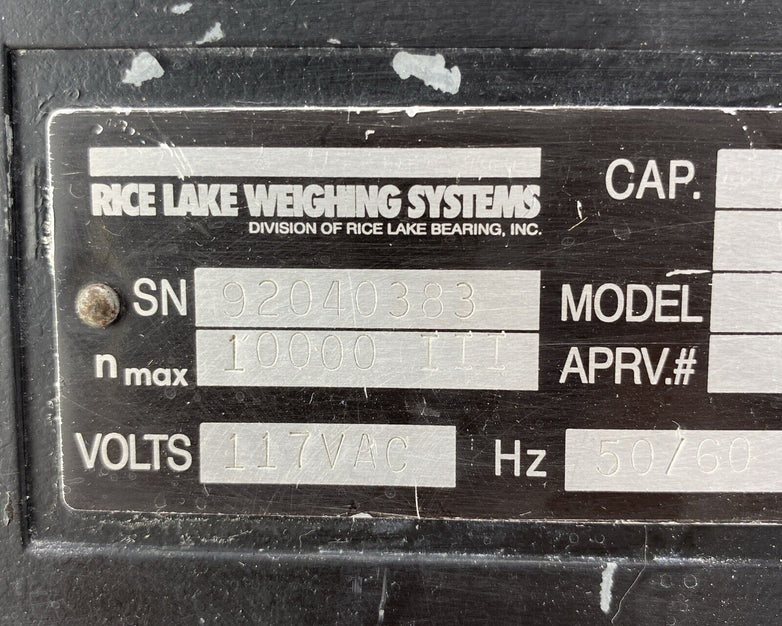 RICE LAKE WEIGHING SYSTEMS
DIVISION OF RICE LAKE BEARING, INC.
CAP.
SN 92040383
MODEL
n max 10000 III
APRV.#
VOLTS 117VAC Hz 50/60